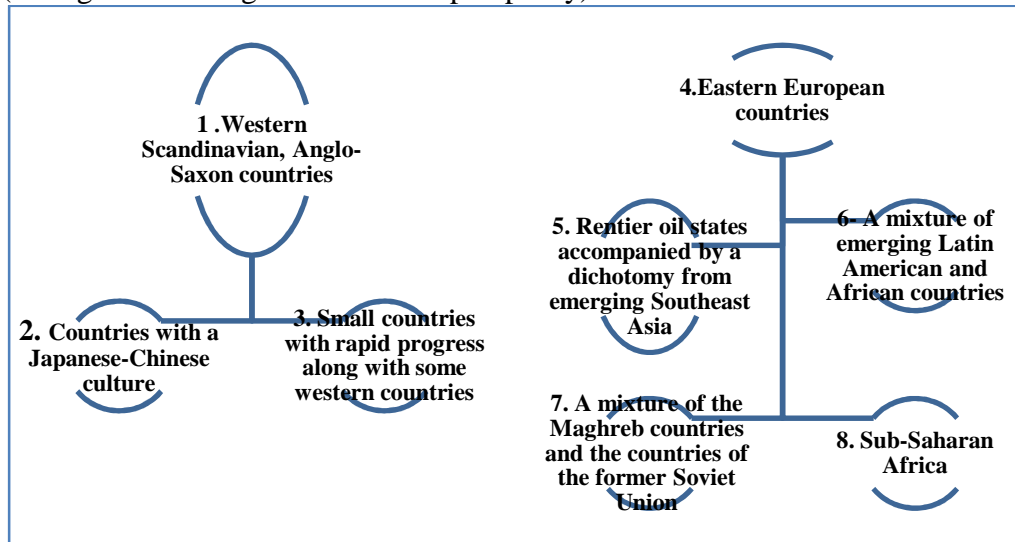 1 .Western
Scandinavian, Anglo-
Saxon countries
2. Countries with a
Japanese-Chinese
culture
3. Small countries
with rapid progress
along with some
western countries
4.Eastern European
countries
5. Rentier oil states
accompanied by a
dichotomy from
emerging Southeast
Asia
6- A mixture of
emerging Latin
American and
African countries
7. A mixture of the
Maghreb countries
and the countries of
the former Soviet
Union
8. Sub-Saharan
Africa